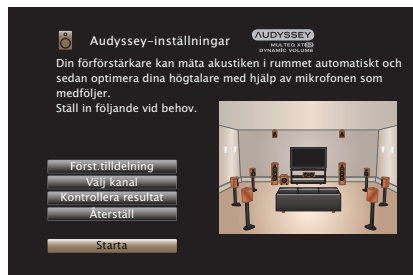 Audyssey-inställningar
AUDYSSEY
MULTEQ XT32
DYNAMIC VOLUME
Din förförstärkare kan mäta akustiken i rummet automatiskt och
sedan optimera dina högtalare med hjälp av mikrofonen som
medföljer.
Ställ in följande vid behov.
Först.tilldelning
Välj kanal
Kontrollera resultat
Återställ
Starta